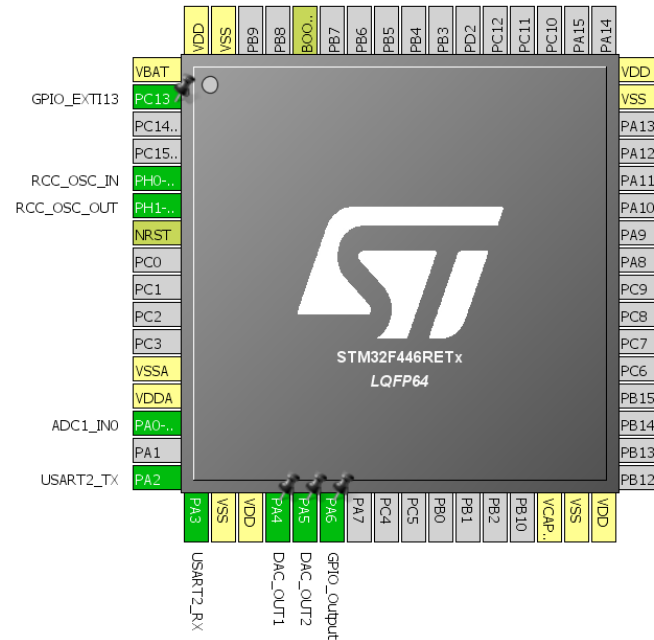 VDD
VSS
PB9
PB8
BOO..
PB7
PB6
PB5
PB4
PB3
PD2
PC12
PC11
PC10
PA15
PA14
VBAT
GPIO_EXTI13 PC13
PC14..
PC15..
RCC_OSC_IN PH0-..
RCC_OSC_OUT PH1-..
NRST
PC0
PC1
PC2
PC3
VSSA
VDDA
ADC1_IN0 PA0-..
PA1
USART2_TX PA2
STM32F446RETx
LQFP64
VDD
VSS
PA13
PA12
PA11
PA10
PA9
PA8
PC9
PC8
PC7
PC6
PB15
PB14
PB13
PB12
PA3
VSS
VDD
PA4
PA5
PA6
PA7
PC4
PC5
PB0
PB1
PB2
PB10
VCAP..
VSS
VDD
USART2_RX
DAC_OUT1
DAC_OUT2
GPIO_Output